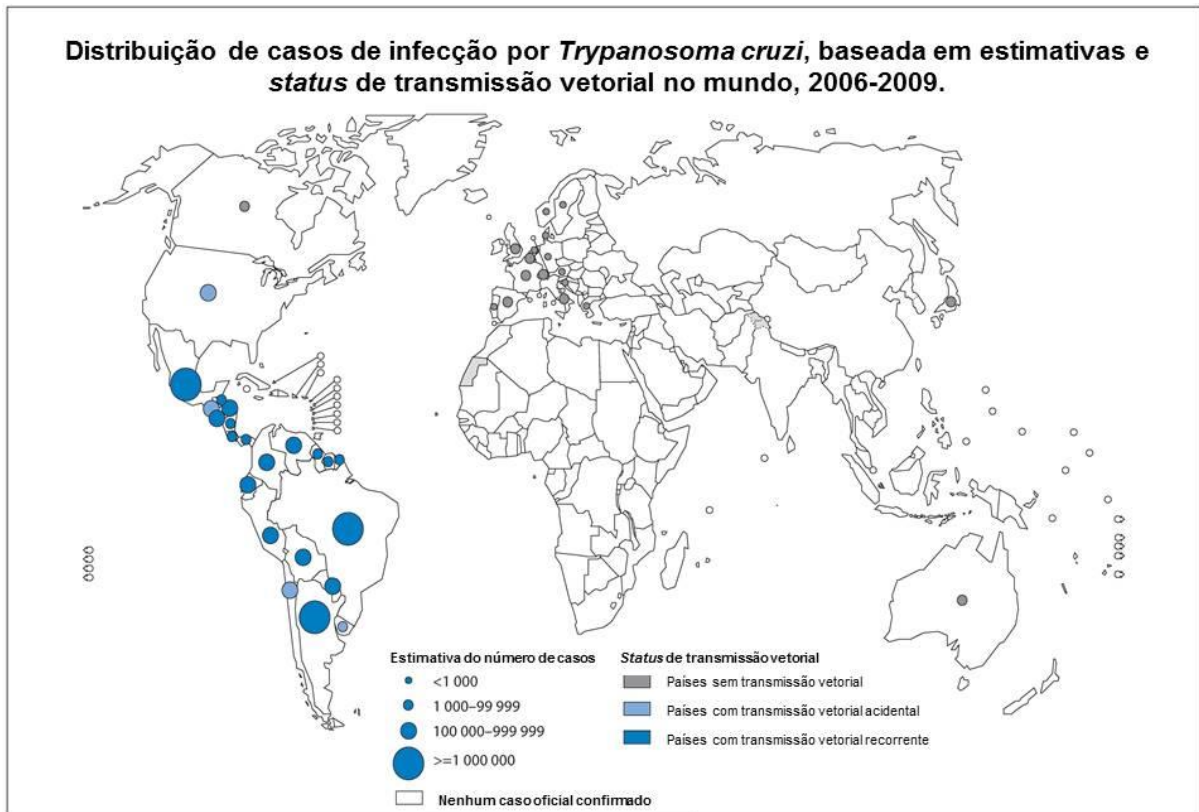 Distribuição de casos de infecção por Trypanosoma cruzi, baseada em estimativas e
status de transmissão vetorial no mundo, 2006-2009.
Estimativa do número de casos
<1 000
1 000–99 999
100 000–999 999
>=1 000 000
Nenhum caso oficial confirmado
Status de transmissão vetorial
Países sem transmissão vetorial
Países com transmissão vetorial acidental
Países com transmissão vetorial recorrente